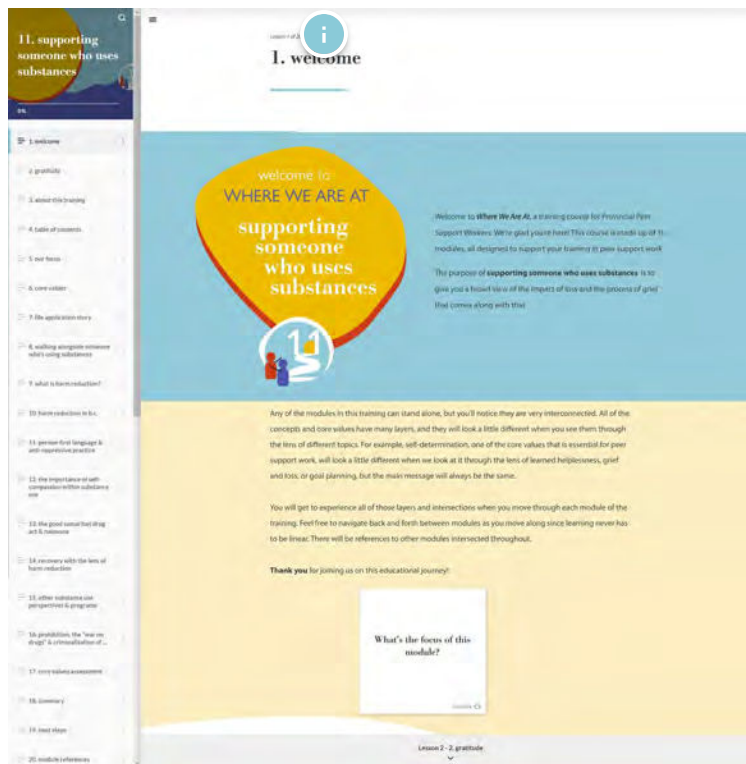 11. supporting
someone who uses
substances
0%
1. welcome
2. gratitude
3. about this training
4. table of contents
5. our focus
6. core values
7. life application story
8. walking alongside someone
who's using substances
9. what is harm reduction?
10. harm reduction in b.c.
11. person-first language &
anti-oppressive practice
12. the importance of self-
compassion within substance
use
13. the good samaritan drug
act & naloxone
14. recovery with the lens of
harm reduction
15. other substance use
perspectives & programs
16. prohibition, the "war on
drugs" & criminalization of ...
17. core values assessment
18. summary
19. next steps
20. module references
Lesson 1 of
i
1. welcome
welcome to
WHERE WE ARE AT
supporting
someone
who uses
substances
11
Welcome to Where We Are At, a training course for Provincial Peer
Support Workers. We're glad you're here! This course is made up of 11
modules, all designed to support your training in peer support work.
The purpose of supporting someone who uses substances is to
give you a broad view of the impact of loss and the process of grief
that comes along with that.
Any of the modules in this training can stand alone, but you'll notice they are very interconnected. All of the
concepts and core values have many layers, and they will look a little different when you see them through
the lens of different topics. For example, self-determination, one of the core values that is essential for peer
support work, will look a little different when we look at it through the lens of learned helplessness, grief
and loss, or goal planning, but the main message will always be the same.
You will get to experience all of those layers and intersections when you move through each module of the
training. Feel free to navigate back and forth between modules as you move along since learning never has
to be linear. There will be references to other modules intersected throughout.
Thank you for joining us on this educational journey!
What's the focus of this
module?
Lesson 2 - 2. gratitude